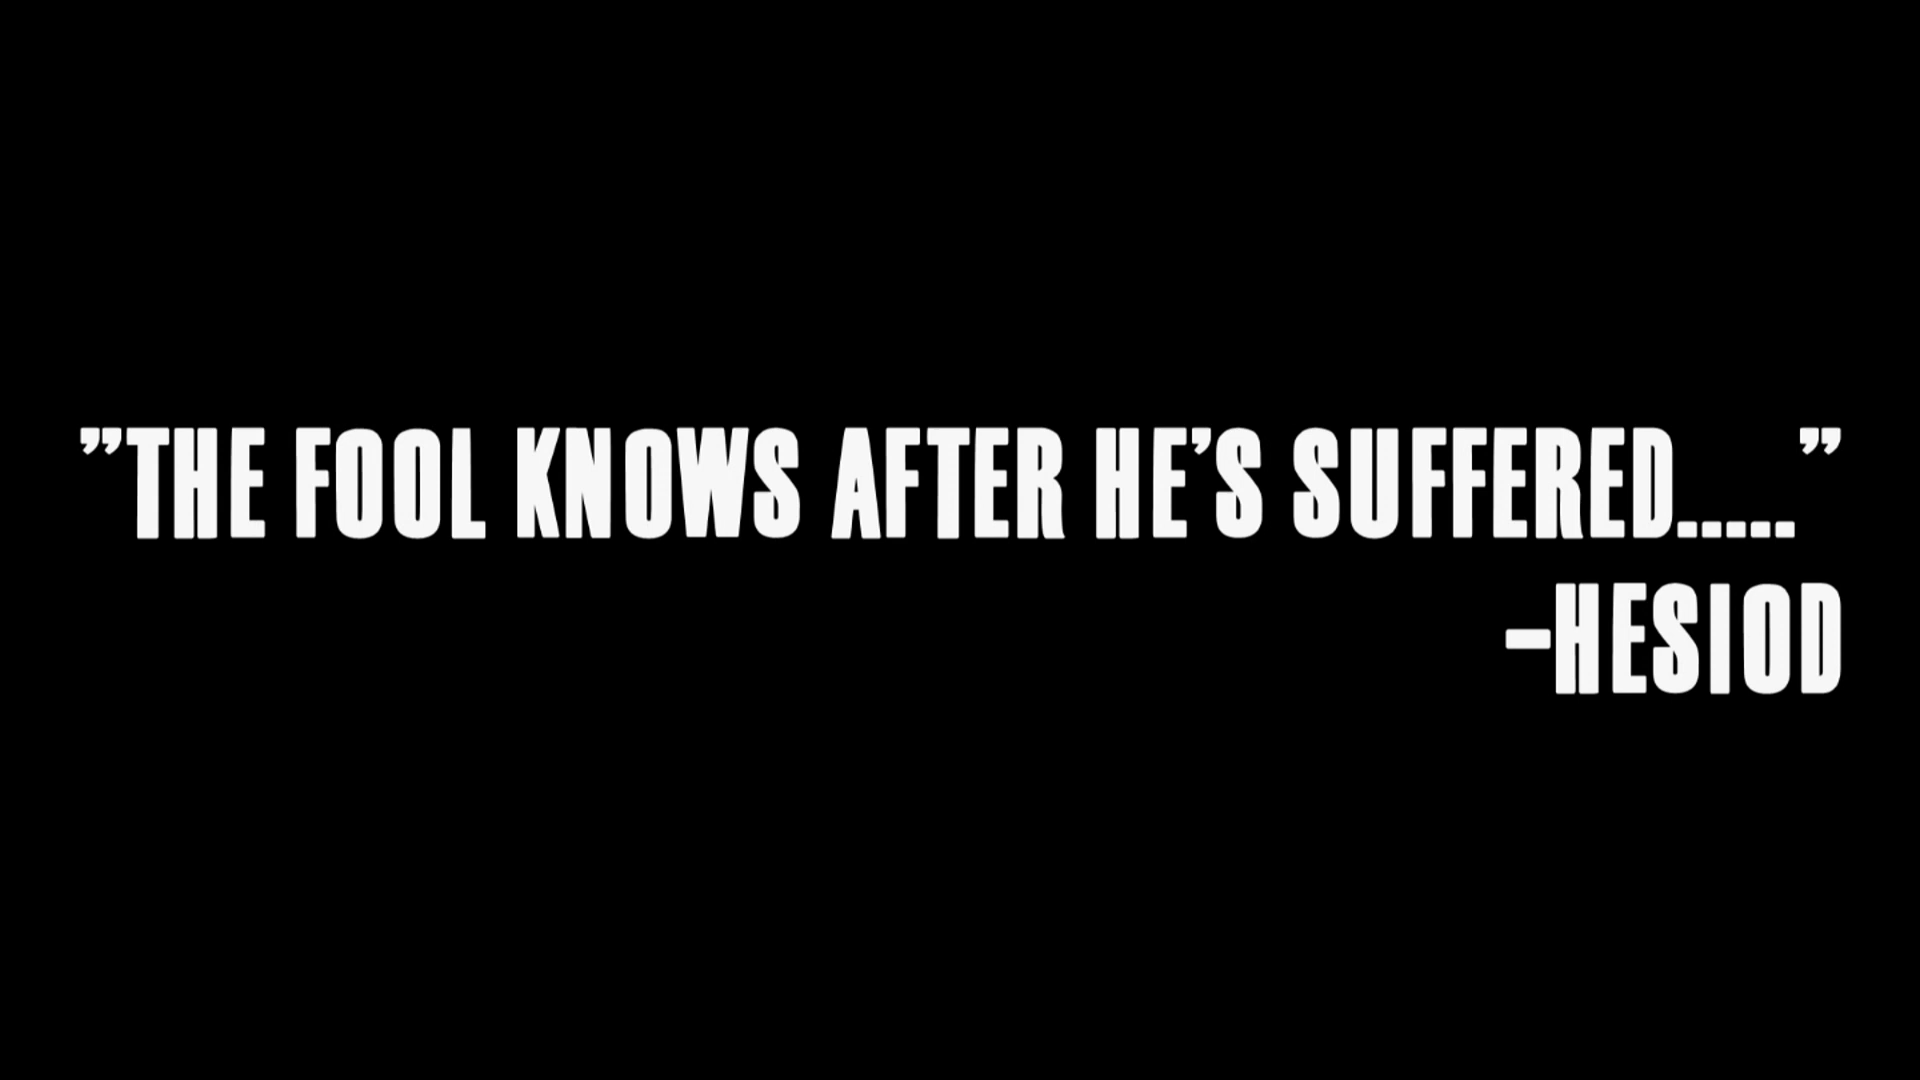 ”THE FOOL KNOWS AFTER HE’S SUFFERED.....”
-HESIOD